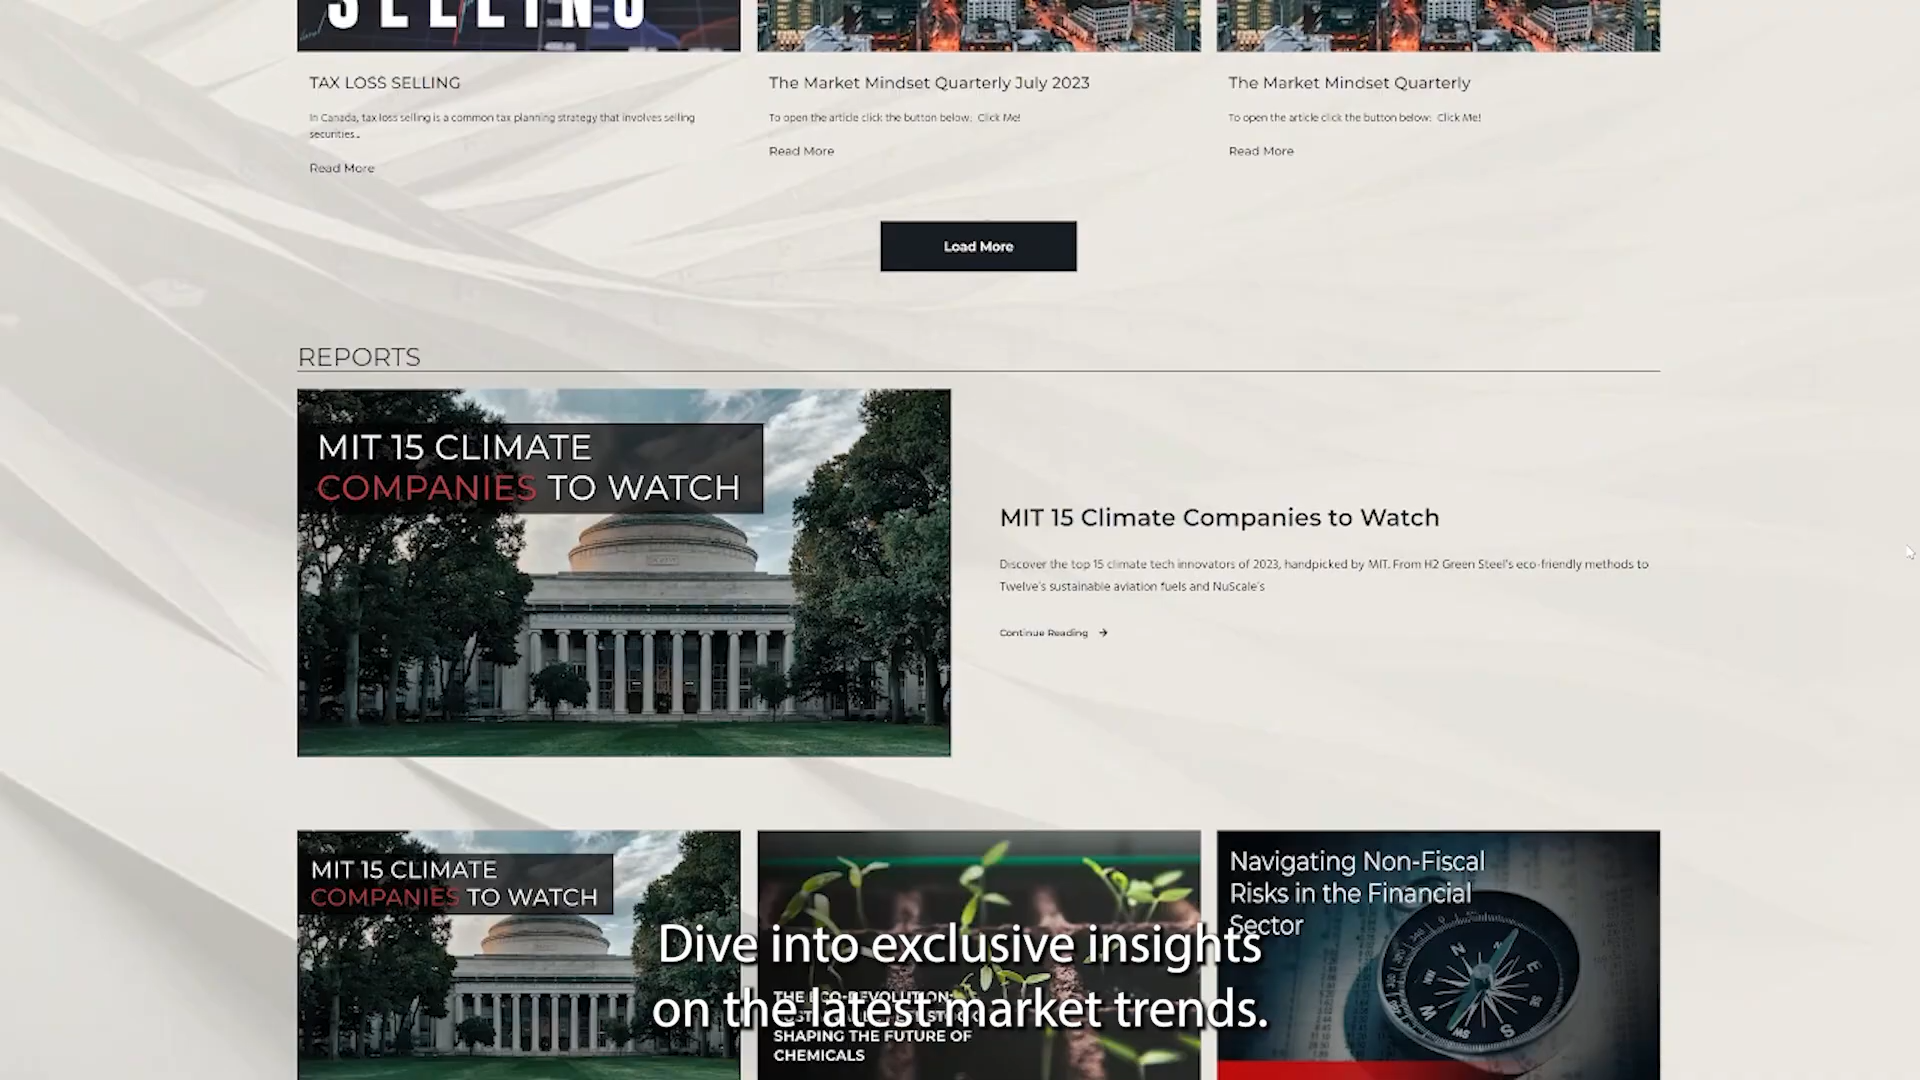 SELLING
TAX LOSS SELLING
In Canada, tax loss selling is a common tax planning strategy that involves selling
securities...
Read More
The Market Mindset Quarterly July 2023
To open the article click the button below: Click Me!
Read More
The Market Mindset Quarterly
To open the article click the button below: Click Me!
Read More
Load More
REPORTS
MIT 15 CLIMATE
COMPANIES TO WATCH
MIT 15 Climate Companies to Watch
Discover the top 15 climate tech innovators of 2023, handpicked by MIT. From H2 Green Steel's eco-friendly methods to
Twelve's sustainable aviation fuels and NuScale's
Continue Reading →
MIT 15 CLIMATE
COMPANIES TO WATCH
THE ECO-REVOLUTION:
SHAPING THE FUTURE OF
CHEMICALS
Navigating Non-Fiscal
Risks in the Financial
Sector
N
E
S
SW
Dive into exclusive insights
on the latest market trends.